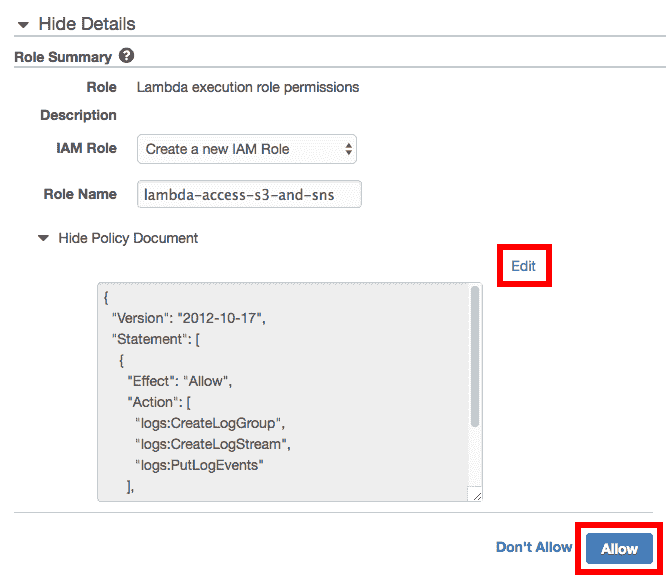 Hide Details
Role Summary ?
Role Lambda execution role permissions
Description
IAM Role Create a new IAM Role
Role Name lambda-access-s3-and-sns
Hide Policy Document
Edit
{
"Version": "2012-10-17",
"Statement": [
{
"Effect": "Allow",
"Action": [
"logs:CreateLogGroup",
"logs:CreateLogStream",
"logs:PutLogEvents"
],
Don't Allow Allow